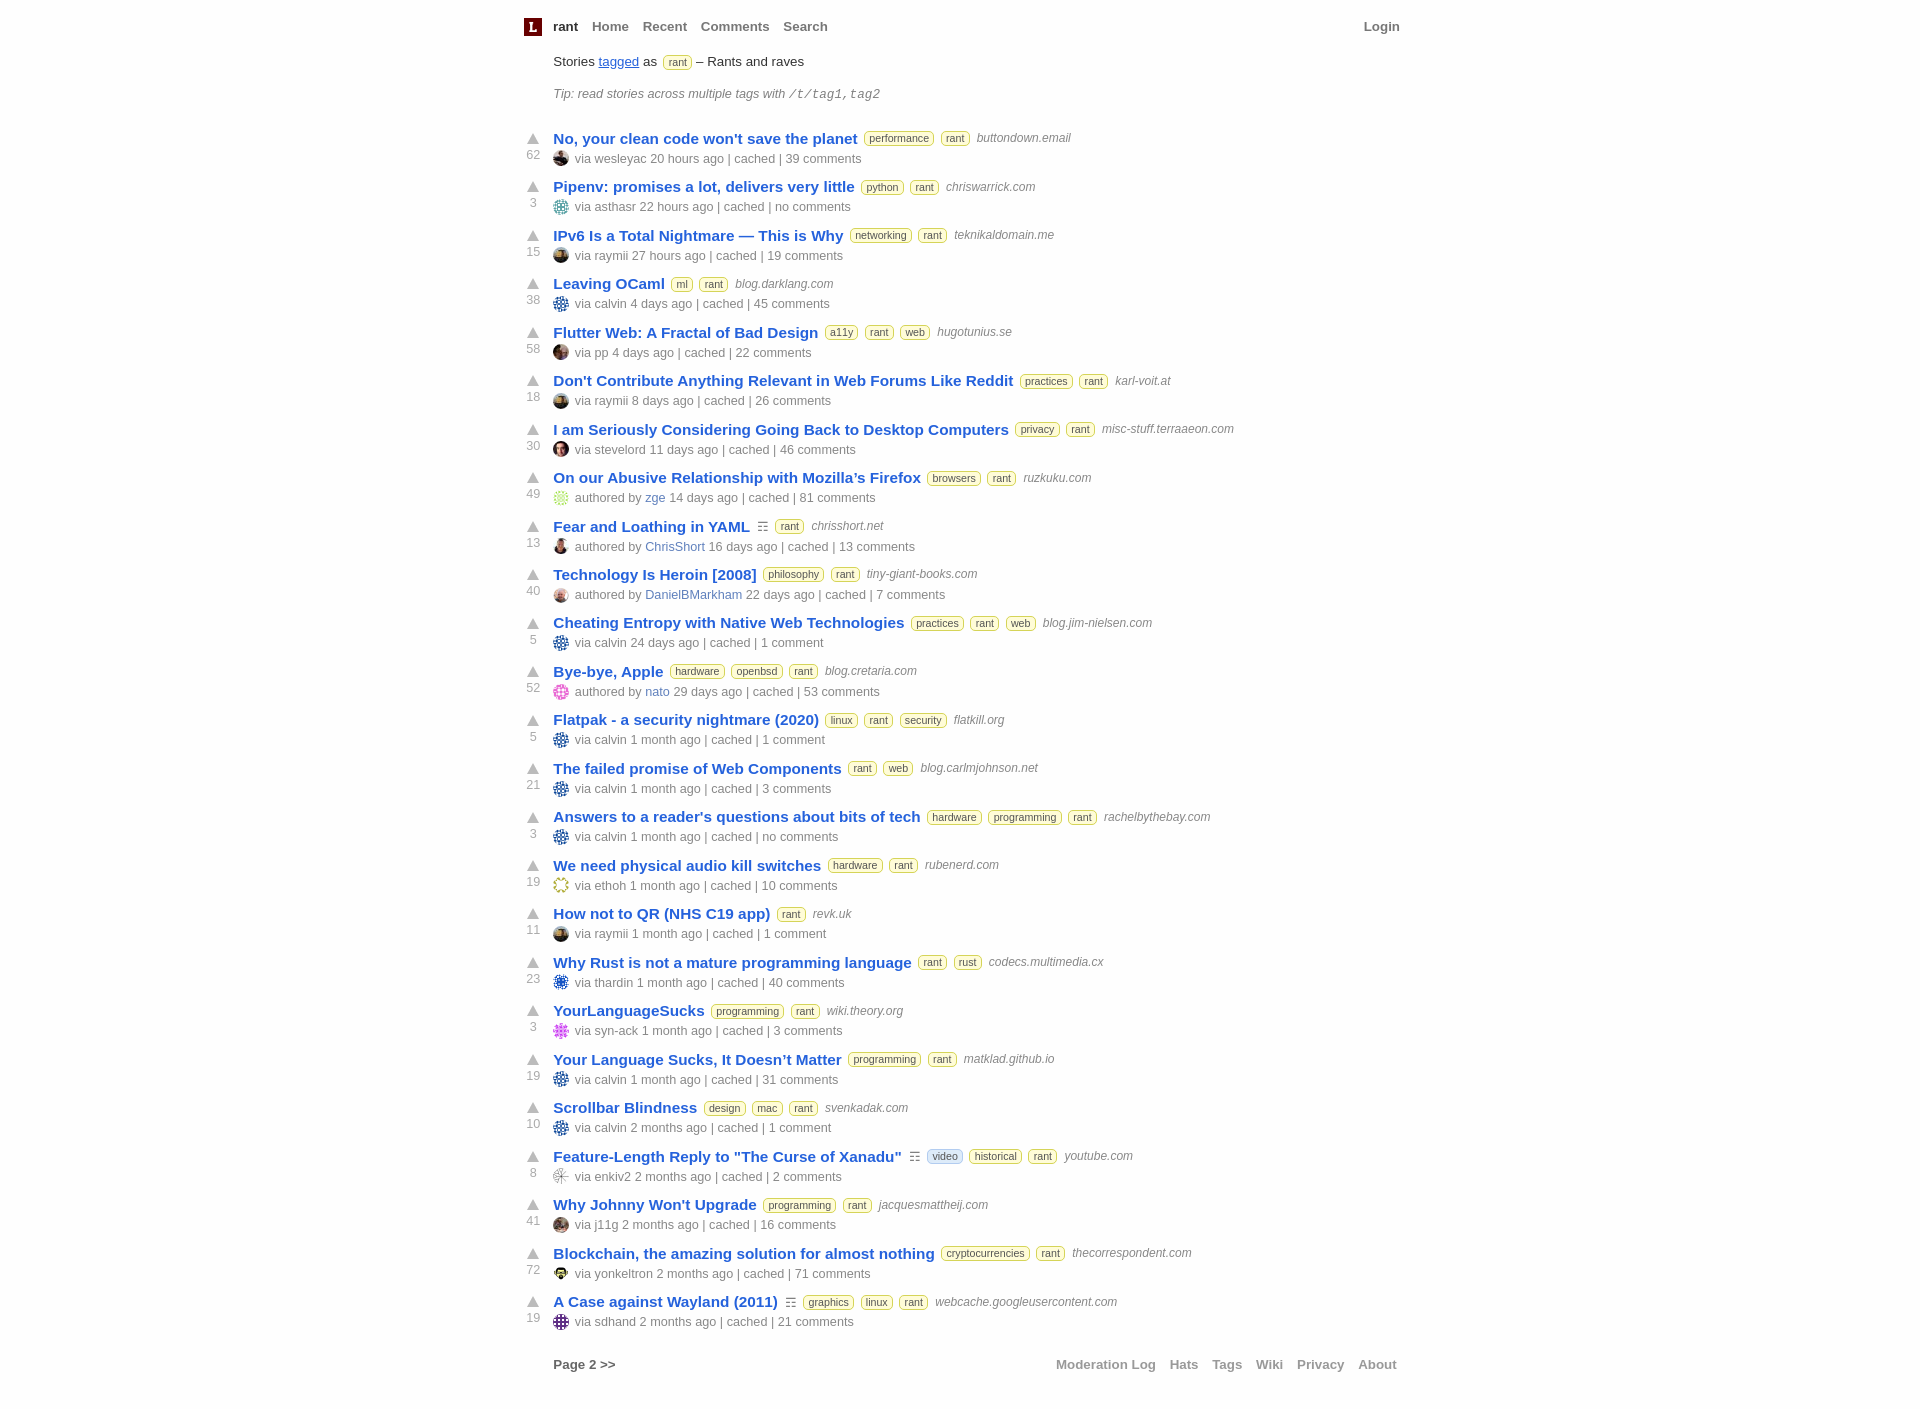 L rant Home Recent Comments Search Login
Stories tagged as rant – Rants and raves
Tip: read stories across multiple tags with /t/tag1,tag2
No, your clean code won't save the planet performance rant buttondown.email
62 via wesleyac 20 hours ago | cached | 39 comments
Pipenv: promises a lot, delivers very little python rant chriswarrick.com
3 via asthasr 22 hours ago | cached | no comments
IPv6 Is a Total Nightmare — This is Why networking rant teknikaldomain.me
15 via raymii 27 hours ago | cached | 19 comments
Leaving OCaml ml rant blog.darklang.com
38 via calvin 4 days ago | cached | 45 comments
Flutter Web: A Fractal of Bad Design a11y rant web hugotunius.se
58 via pp 4 days ago | cached | 22 comments
Don't Contribute Anything Relevant in Web Forums Like Reddit practices rant karl-voit.at
18 via raymii 8 days ago | cached | 26 comments
I am Seriously Considering Going Back to Desktop Computers privacy rant misc-stuff.terraaeon.com
30 via stevelord 11 days ago | cached | 46 comments
On our Abusive Relationship with Mozilla’s Firefox browsers rant ruzkuku.com
49 authored by zge 14 days ago | cached | 81 comments
Fear and Loathing in YAML ☶ rant chrisshort.net
13 authored by ChrisShort 16 days ago | cached | 13 comments
Technology Is Heroin [2008] philosophy rant tiny-giant-books.com
40 authored by DanielBMarkham 22 days ago | cached | 7 comments
Cheating Entropy with Native Web Technologies practices rant web blog.jim-nielsen.com
5 via calvin 24 days ago | cached | 1 comment
Bye-bye, Apple hardware openbsd rant blog.cretaria.com
52 authored by nato 29 days ago | cached | 53 comments
Flatpak - a security nightmare (2020) linux rant security flatkill.org
5 via calvin 1 month ago | cached | 1 comment
The failed promise of Web Components rant web blog.carlmjohnson.net
21 via calvin 1 month ago | cached | 3 comments
Answers to a reader's questions about bits of tech hardware programming rant rachelbythebay.com
3 via calvin 1 month ago | cached | no comments
We need physical audio kill switches hardware rant rubenerd.com
19 via ethoh 1 month ago | cached | 10 comments
How not to QR (NHS C19 app) rant revk.uk
11 via raymii 1 month ago | cached | 1 comment
Why Rust is not a mature programming language rant rust codecs.multimedia.cx
23 via thardin 1 month ago | cached | 40 comments
YourLanguageSucks programming rant wiki.theory.org
3 via syn-ack 1 month ago | cached | 3 comments
Your Language Sucks, It Doesn’t Matter programming rant matklad.github.io
19 via calvin 1 month ago | cached | 31 comments
Scrollbar Blindness design mac rant svenkadak.com
10 via calvin 2 months ago | cached | 1 comment
Feature-Length Reply to "The Curse of Xanadu" ☶ video historical rant youtube.com
8 via enkiv2 2 months ago | cached | 2 comments
Why Johnny Won't Upgrade programming rant jacquesmattheij.com
41 via j11g 2 months ago | cached | 16 comments
Blockchain, the amazing solution for almost nothing cryptocurrencies rant thecorrespondent.com
72 via yonkeltron 2 months ago | cached | 71 comments
A Case against Wayland (2011) ☶ graphics linux rant webcache.googleusercontent.com
19 via sdhand 2 months ago | cached | 21 comments
Page 2 >> Moderation Log Hats Tags Wiki Privacy About